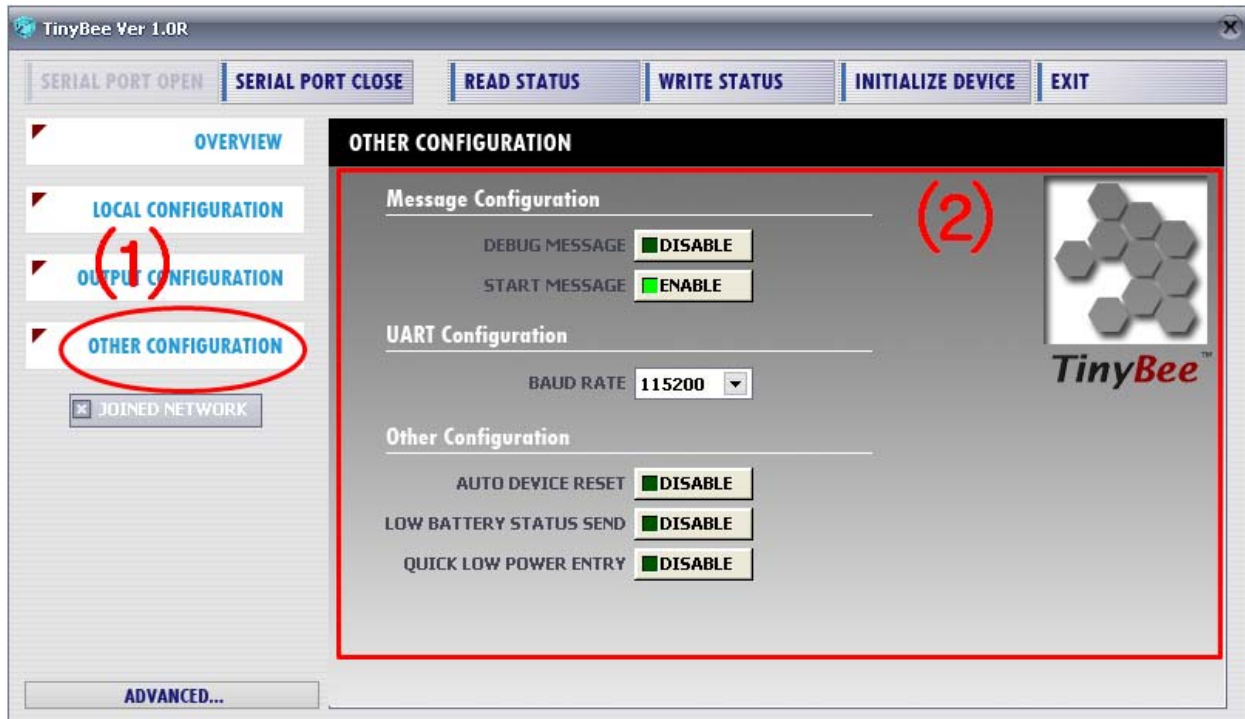 TinyBee Ver 1.0R
SERIAL PORT OPEN SERIAL PORT CLOSE READ STATUS WRITE STATUS INITIALIZE DEVICE EXIT
OVERVIEW
LOCAL CONFIGURATION
(1)
OUTPUT CONFIGURATION
OTHER CONFIGURATION
JOINED NETWORK
ADVANCED...
OTHER CONFIGURATION
(2)
Message Configuration
DEBUG MESSAGE DISABLE
START MESSAGE ENABLE
UART Configuration
BAUD RATE 115200
Other Configuration
AUTO DEVICE RESET DISABLE
LOW BATTERY STATUS SEND DISABLE
QUICK LOW POWER ENTRY DISABLE
TinyBee™